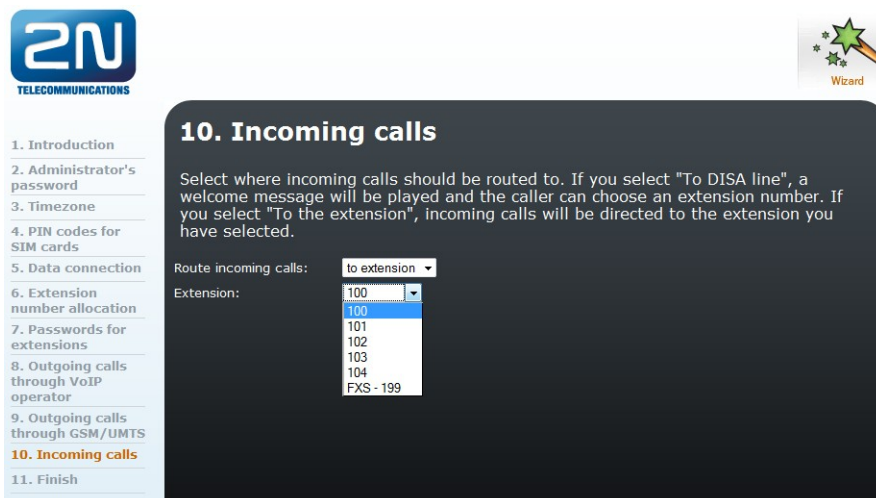 2N
TELECOMMUNICATIONS
Wizard
1. Introduction
2. Administrator's
password
3. Timezone
4. PIN codes for
SIM cards
5. Data connection
6. Extension
number allocation
7. Passwords for
extensions
8. Outgoing calls
through VoIP
operator
9. Outgoing calls
through GSM/UMTS
10. Incoming calls
11. Finish
10. Incoming calls
Select where incoming calls should be routed to. If you select "To DISA line", a
welcome message will be played and the caller can choose an extension number. If
you select "To the extension", incoming calls will be directed to the extension you
have selected.
Route incoming calls: to extension
Extension: 100
100
101
102
103
104
FXS - 199